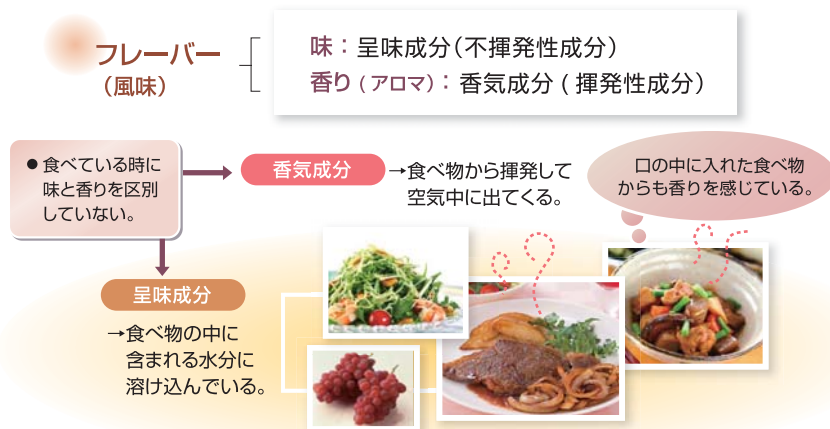 フレーバー
（風味）
味：呈味成分（不揮発性成分）
香り（アロマ）：香気成分（揮発性成分）
● 食べている時に
味と香りを区別
していない。
香気成分
→食べ物から揮発して
空気中に出てくる。
口の中に入れた食べ物
からも香りを感じている。
呈味成分
→食べ物の中に
含まれる水分に
溶け込んでいる。